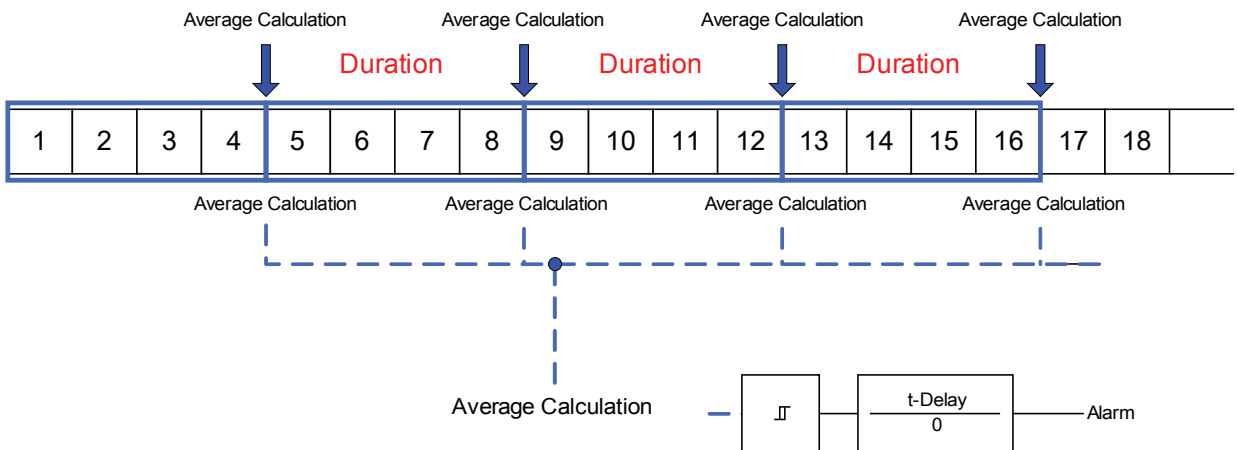 Average Calculation Average Calculation Average Calculation Average Calculation
Duration Duration Duration
1 2 3 4 5 6 7 8 9 10 11 12 13 14 15 16 17 18
Average Calculation Average Calculation Average Calculation Average Calculation
Average Calculation
t-Delay
0
Alarm